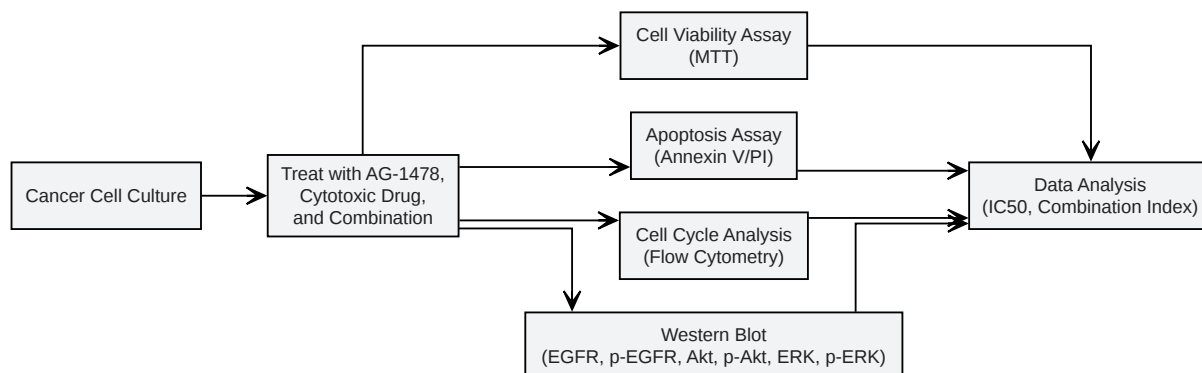 Cancer Cell Culture
Treat with AG-1478,
Cytotoxic Drug,
and Combination
Cell Viability Assay
(MTT)
Apoptosis Assay
(Annexin V/PI)
Cell Cycle Analysis
(Flow Cytometry)
Western Blot
(EGFR, p-EGFR, Akt, p-Akt, ERK, p-ERK)
Data Analysis
(IC50, Combination Index)